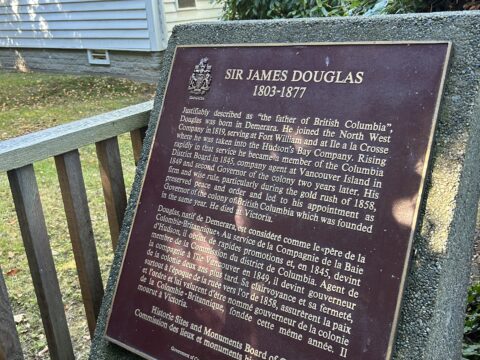 SIR JAMES DOUGLAS
1803-1877
Justifiably described as "the father of British Columbia",
Douglas was born in Demerara. He joined the North West
Company in 1819, serving at Fort William and at Ile a la Crosse
where he was taken into the Hudson's Bay Company. Rising
rapidly in that service he became a member of the Columbia
District Board in 1845, company agent at Vancouver Island in
1849 and second Governor of the colony two years later. His
firm and wise rule, particularly during the gold rush of 1858,
preserved peace and order and led to his appointment as
Governor of the colony of British Columbia which was founded
in the same year. He died at Victoria.
Douglas, natif de Demerara, est considéré comme le «père de la
Colombie-Britannique». Au service de la Compagnie de la Baie
d'Hudson, il obtint de rapides promotions et, en 1845, devint
membre de la Commission du district de Columbia. Agent de
la compagnie à l'île Vancouver en 1849, il devint gouverneur
de la colonie deux ans plus tard. Sa clairvoyance et sa fermeté,
surtout à l'époque de la ruée vers l'or de 1858, assurèrent la paix
et l'ordre et lui valurent d'être nommé gouverneur de la colonie
de la Colombie-Britannique, fondée cette même année. Il
mourut à Victoria.
Historic Sites and Monuments Board of
Commission des lieux et monuments
Government of